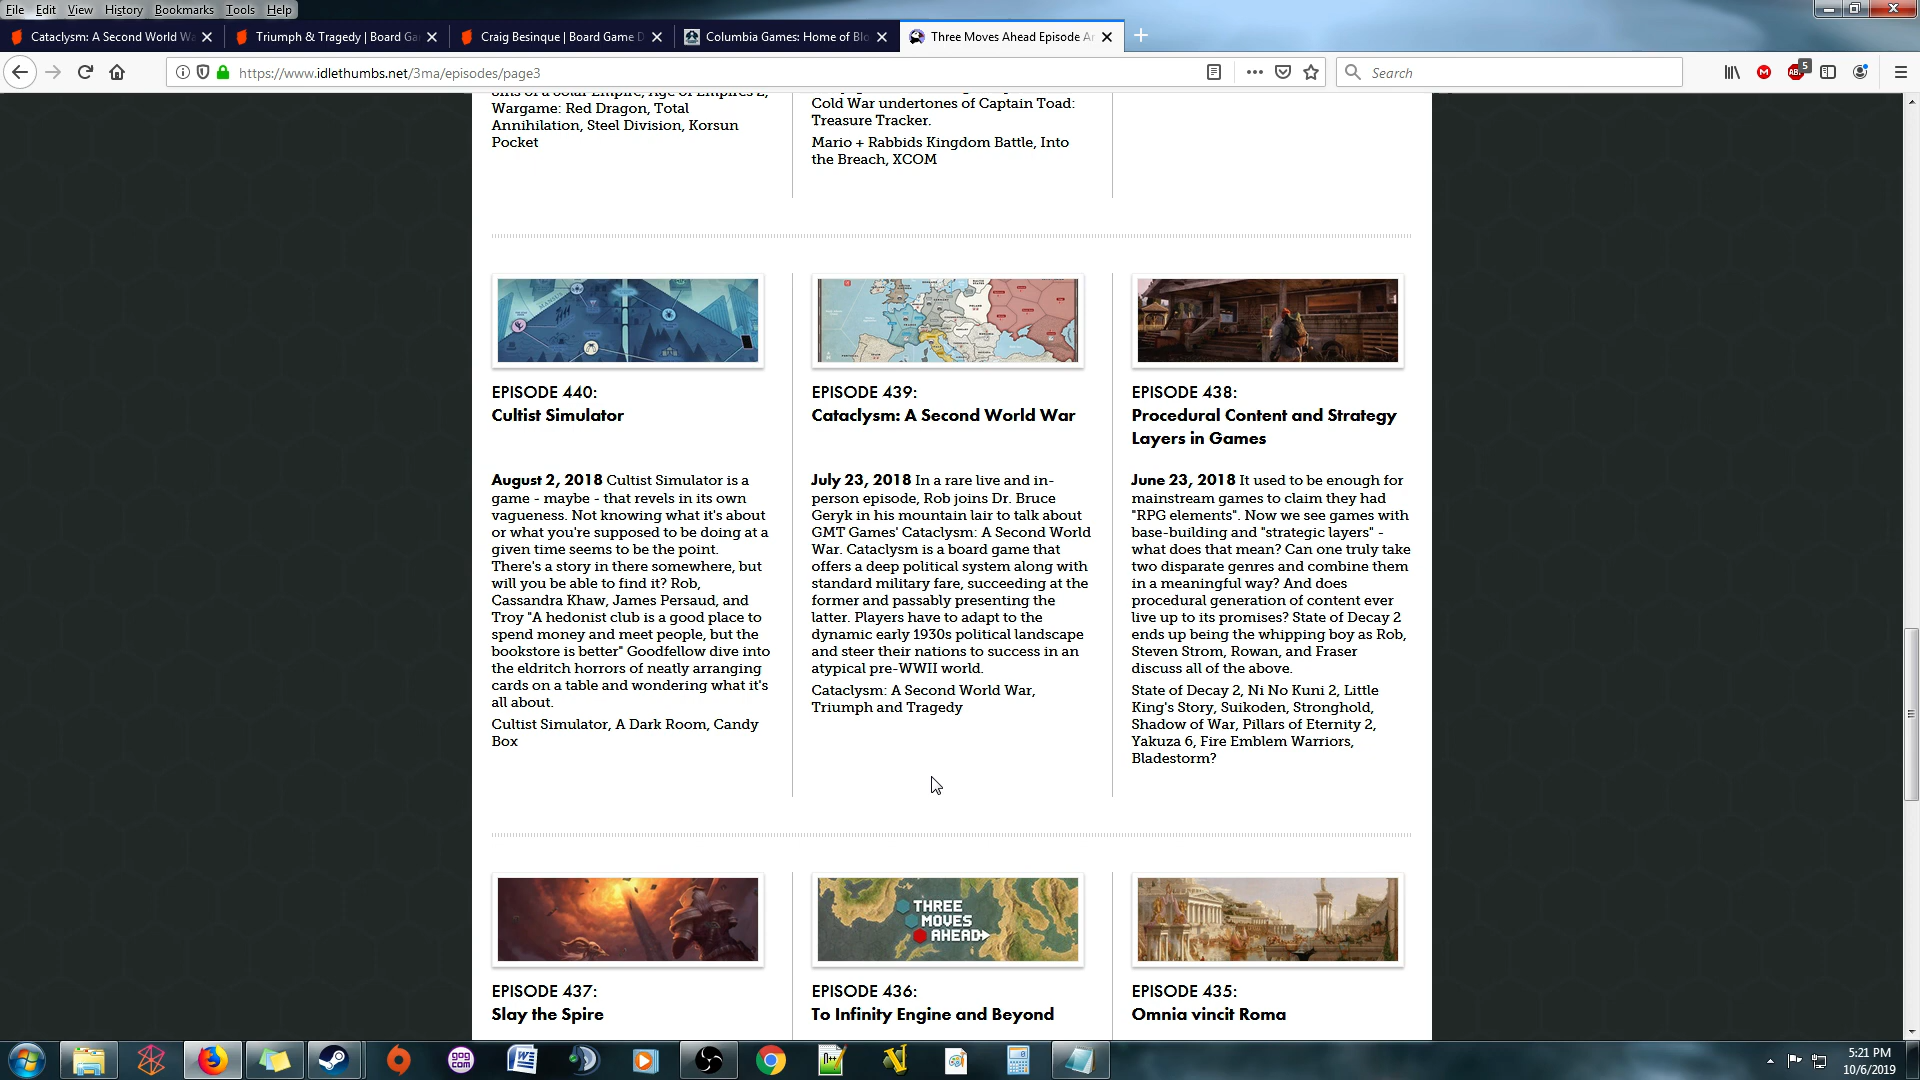 File Edit View History Bookmarks Tools Help
Cataclysm: A Second World Wa
Triumph & Tragedy | Board Ga
Craig Besinque | Board Game D
Columbia Games: Home of Blo
Three Moves Ahead Episode Ar
https://www.idlethumbs.net/3ma/episodes/page3
Search
5
Sins of a Solar Empire, Age of Empires 2,
Wargame: Red Dragon, Total
Annihilation, Steel Division, Korsun
Pocket
Cold War undertones of Captain Toad:
Treasure Tracker.
Mario + Rabbids Kingdom Battle, Into
the Breach, XCOM
EPISODE 440:
Cultist Simulator
August 2, 2018 Cultist Simulator is a
game - maybe - that revels in its own
vagueness. Not knowing what it's about
or what you're supposed to be doing at a
given time seems to be the point.
There's a story in there somewhere, but
will you be able to find it? Rob,
Cassandra Khaw, James Persaud, and
Troy "A hedonist club is a good place to
spend money and meet people, but the
bookstore is better" Goodfellow dive into
the eldritch horrors of neatly arranging
cards on a table and wondering what it's
all about.
Cultist Simulator, A Dark Room, Candy
Box
EPISODE 439:
Cataclysm: A Second World War
July 23, 2018 In a rare live and in-
person episode, Rob joins Dr. Bruce
Geryk in his mountain lair to talk about
GMT Games' Cataclysm: A Second World
War. Cataclysm is a board game that
offers a deep political system along with
standard military fare, succeeding at the
former and passably presenting the
latter. Players have to adapt to the
dynamic early 1930s political landscape
and steer their nations to success in an
atypical pre-WWII world.
Cataclysm: A Second World War,
Triumph and Tragedy
EPISODE 438:
Procedural Content and Strategy
Layers in Games
June 23, 2018 It used to be enough for
mainstream games to claim they had
"RPG elements". Now we see games with
base-building and "strategic layers" -
what does that mean? Can one truly take
two disparate genres and combine them
in a meaningful way? And does
procedural generation of content ever
live up to its promises? State of Decay 2
ends up being the whipping boy as Rob,
Steven Strom, Rowan, and Fraser
discuss all of the above.
State of Decay 2, Ni No Kuni 2, Little
King's Story, Suikoden, Stronghold,
Shadow of War, Pillars of Eternity 2,
Yakuza 6, Fire Emblem Warriors,
Bladestorm?
THREE
MOVES
AHEAD
EPISODE 437:
Slay the Spire
EPISODE 436:
To Infinity Engine and Beyond
EPISODE 435:
Omnia vincit Roma
5:21 PM
10/6/2019